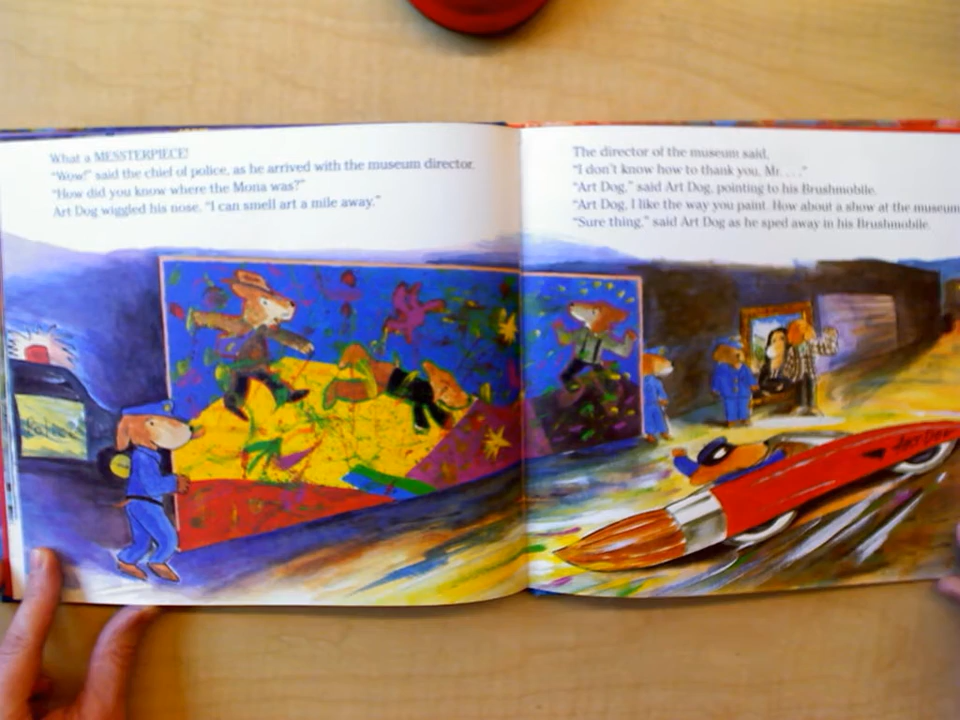 What a MESSTERPIECE!
"Wow!" said the chief of police, as he arrived with the museum director.
"How did you know where the Mona was?"
Art Dog wiggled his nose. "I can smell art a mile away."
The director of the museum said,
"I don't know how to thank you, Mr. . . ."
"Art Dog," said Art Dog, pointing to his Brushmobile.
"Art Dog, I like the way you paint. How about a show at the museum
"Sure thing," said Art Dog as he sped away in his Brushmobile.
Police
ART DOG